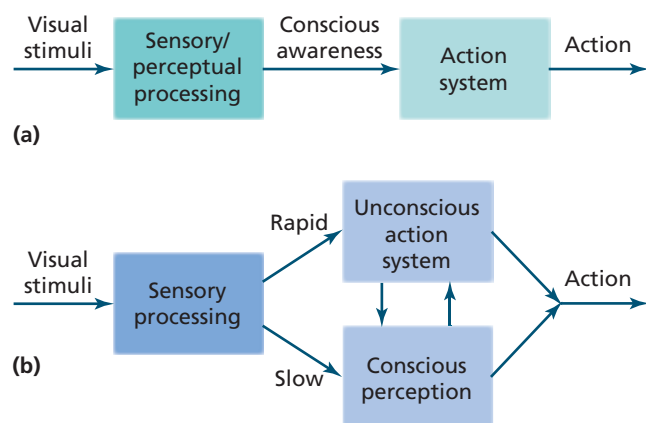 Visual
stimuli
Sensory/
perceptual
processing
Conscious
awareness
Action
system
Action
(a)
Visual
stimuli
Sensory
processing
Rapid
Slow
Unconscious
action
system
Conscious
perception
Action
(b)